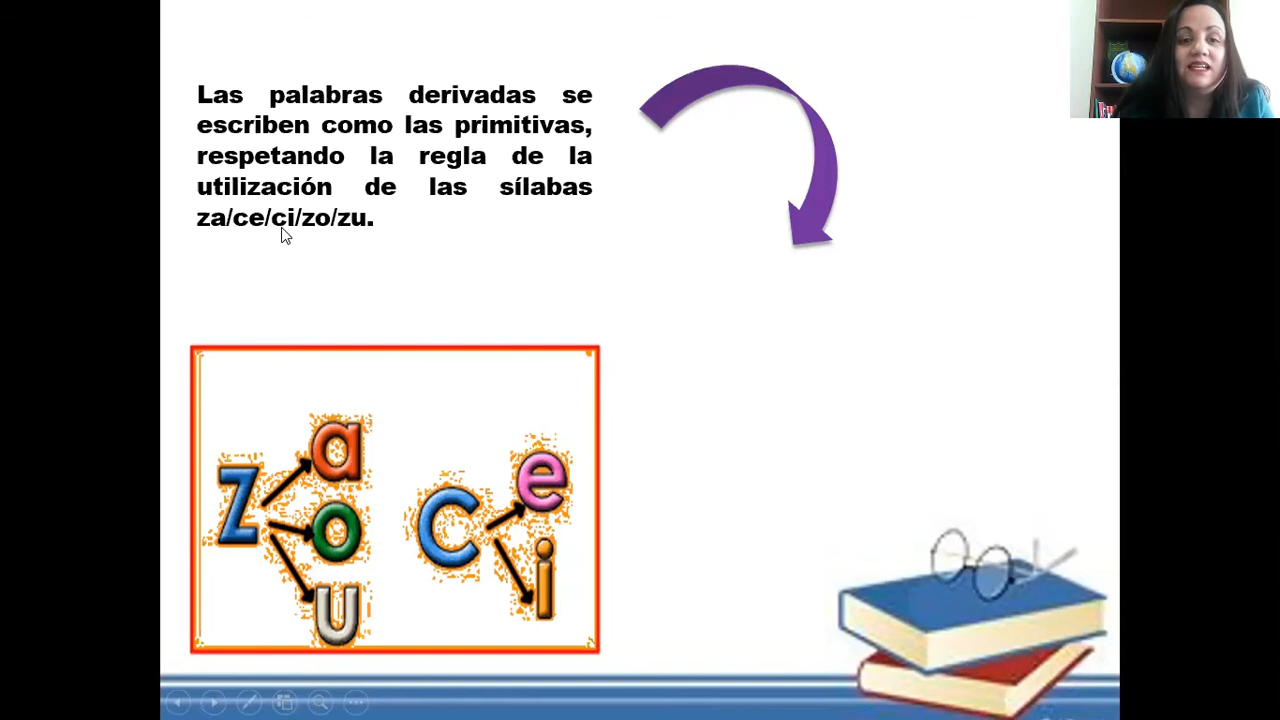 Las palabras derivadas se
escriben como las primitivas,
respetando la regla de la
utilización de las sílabas
za/ce/ci/zo/zu.
a
z o
u
e
c
i